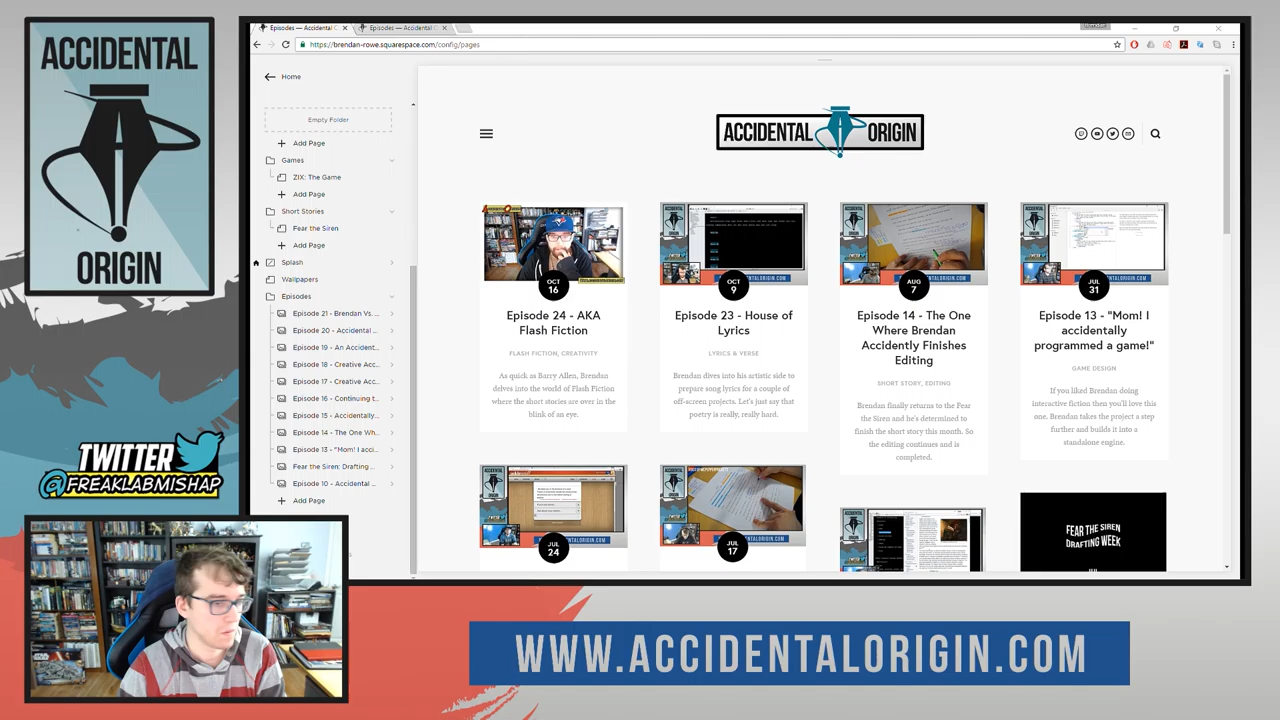 ACCIDENTAL
ORIGIN
TWITTER
@FREAKLABMISHAP
Episodes — Accidental O
Episodes — Accidental O
https://brendan-rowe.squarespace.com/config/pages
Home
Empty Folder
Add Page
Games
ZIX: The Game
Add Page
Short Stories
Fear the Siren
Add Page
Splash
Wallpapers
Episodes
Episode 21 - Brendan Vs. ...
Episode 20 - Accidental ...
Episode 19 - An Accident...
Episode 18 - Creative Acc...
Episode 17 - Creative Acc...
Episode 16 - Continuing t...
Episode 15 - Accidentally...
Episode 14 - The One Wh...
Episode 13 - "Mom! I acci...
Fear the Siren: Drafting ...
Episode 10 - Accidental ...
Add Page
ACCIDENTAL ORIGIN
OCT
16
Episode 24 - AKA
Flash Fiction
FLASH FICTION, CREATIVITY
As quick as Barry Allen, Brendan
delves into the world of Flash Fiction
where the short stories are over in the
blink of an eye.
OCT
9
Episode 23 - House of
Lyrics
LYRICS & VERSE
Brendan dives into his artistic side to
prepare song lyrics for a couple of
off-screen projects. Let's just say that
poetry is really, really hard.
AUG
7
Episode 14 - The One
Where Brendan
Accidently Finishes
Editing
SHORT STORY, EDITING
Brendan finally returns to the Fear
the Siren and he's determined to
finish the short story this month. So
the editing continues and is
completed.
JUL
31
Episode 13 - "Mom! I
accidentally
programmed a game!"
GAME DESIGN
If you liked Brendan doing
interactive fiction then you'll love this
one. Brendan takes the project a step
further and builds it into a
standalone engine.
JUL
24
JUL
17
FEAR THE SIREN
DRAFTING WEEK
JUL
WWW.ACCIDENTALORIGIN.COM